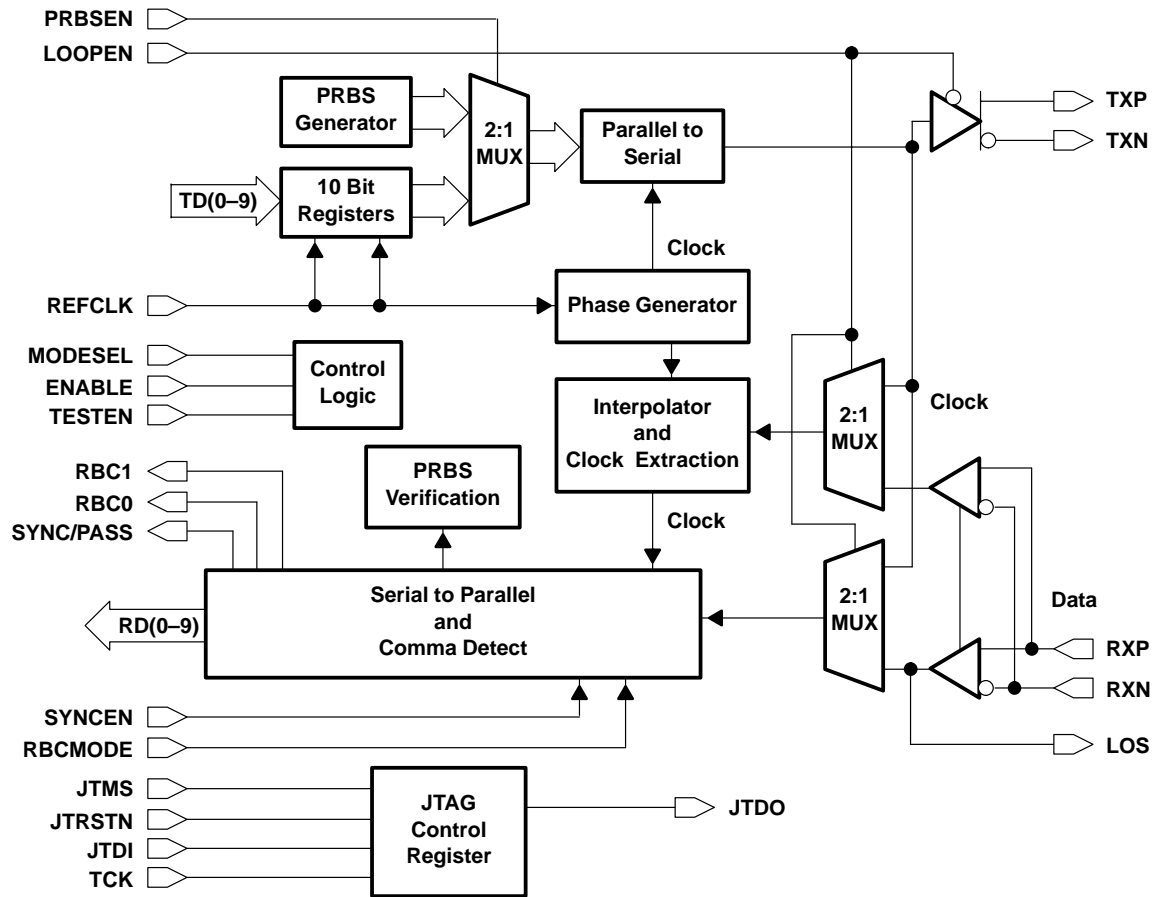 PRBSEN
LOOPEN
PRBS
Generator
2:1
MUX
Parallel to
Serial
TXP
TXN
TD(0–9)
10 Bit
Registers
Clock
REFCLK
Phase Generator
MODESEL
ENABLE
TESTEN
Control
Logic
Interpolator
and
Clock Extraction
2:1
MUX
Clock
RBC1
RBC0
SYNC/PASS
PRBS
Verification
Clock
RD(0–9)
Serial to Parallel
and
Comma Detect
2:1
MUX
Data
RXP
RXN
LOS
SYNCEN
RBCMODE
JTMS
JTRSTN
JTDI
TCK
JTAG
Control
Register
JTDO